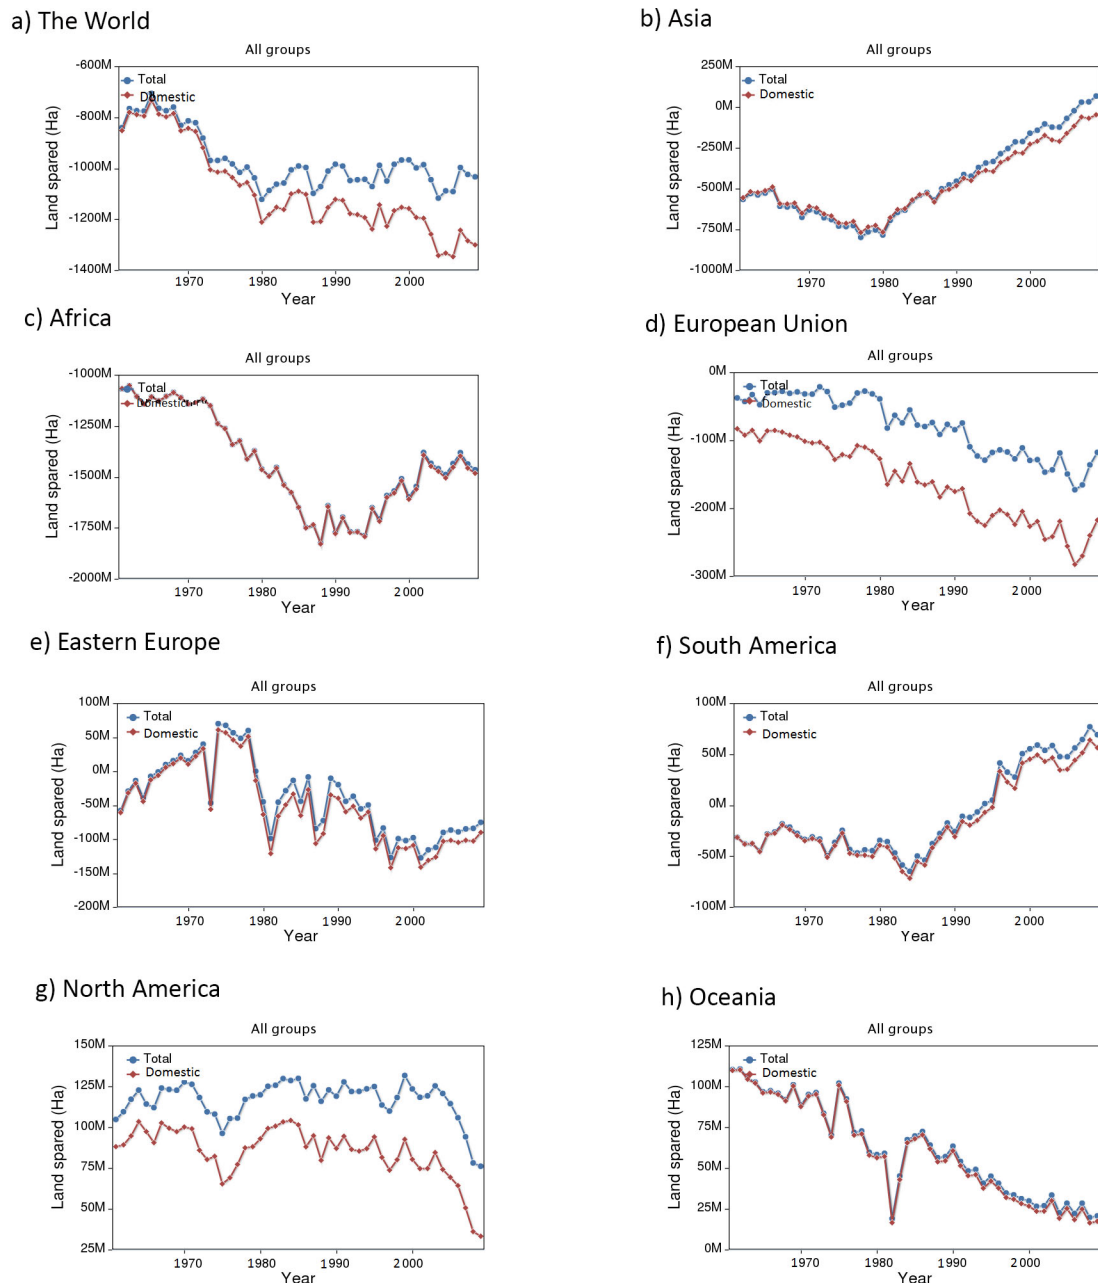 a) The World
All groups
Total
Domestic
-600M
-800M
-1000M
-1200M
-1400M
Land spared (Ha)
1970
1980
1990
2000
Year
b) Asia
All groups
Total
Domestic
250M
0M
-250M
-500M
-750M
-1000M
Land spared (Ha)
1970
1980
1990
2000
Year
c) Africa
All groups
Total
Domestic
-1000M
-1250M
-1500M
-1750M
-2000M
Land spared (Ha)
1970
1980
1990
2000
Year
d) European Union
All groups
Total
Domestic
0M
-100M
-200M
-300M
Land spared (Ha)
1970
1980
1990
2000
Year
e) Eastern Europe
All groups
Total
Domestic
100M
50M
0M
-50M
-100M
-150M
-200M
Land spared (Ha)
1970
1980
1990
2000
Year
f) South America
All groups
Total
Domestic
100M
50M
0M
-50M
-100M
Land spared (Ha)
1970
1980
1990
2000
Year
g) North America
All groups
Total
Domestic
150M
125M
100M
75M
50M
25M
Land spared (Ha)
1970
1980
1990
2000
Year
h) Oceania
All groups
Total
Domestic
125M
100M
75M
50M
25M
0M
Land spared (Ha)
1970
1980
1990
2000
Year